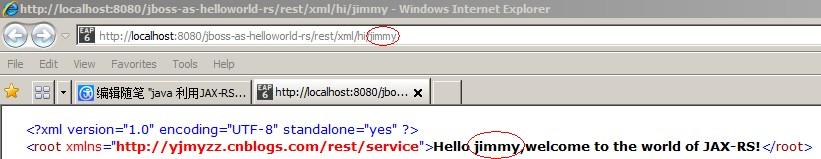 http://localhost:8080/jboss-as-helloworld-rs/rest/xml/hi/jimmy - Windows Internet Explorer
EAP 6 http://localhost:8080/jboss-as-helloworld-rs/rest/xml/hi/jimmy
File Edit View Favorites Tools Help
编辑随笔 "java 利用JAX-RS... EAP 6 http://localhost:8080/jbo...
<?xml version="1.0" encoding="UTF-8" standalone="yes" ?>
<root xmlns="http://yjmyzz.cnblogs.com/rest/service">Hello jimmy,welcome to the world of JAX-RS!</root>